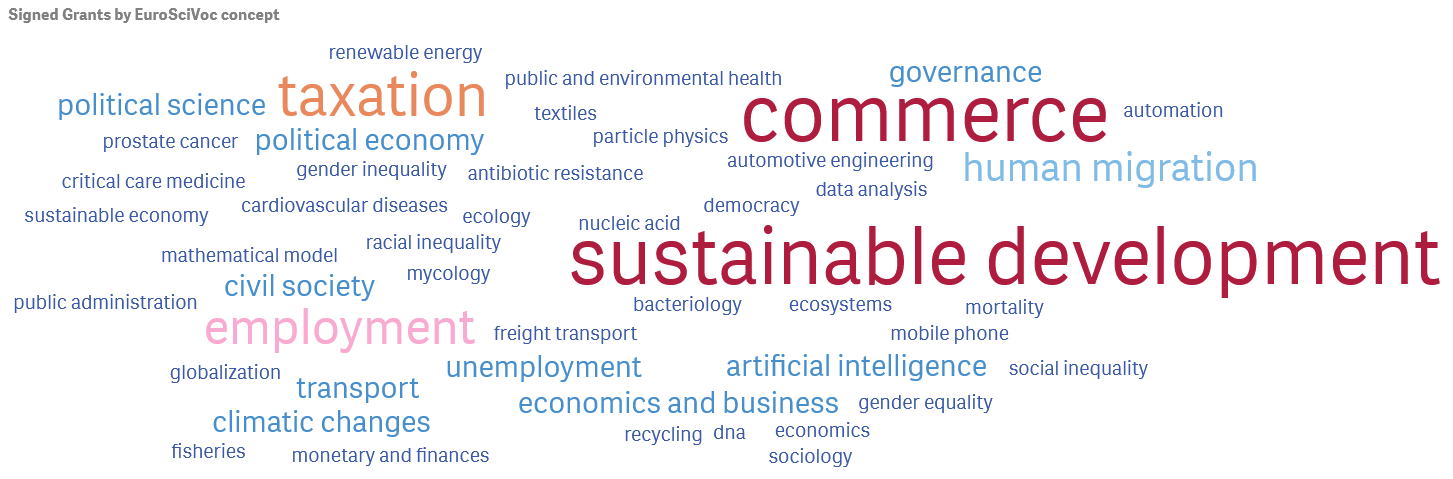 Signed Grants by EuroSciVoc concept
renewable energy
public and environmental health
governance
taxation
political science
commerce
automation
textiles
particle physics
prostate cancer
political economy
automotive engineering
human migration
gender inequality
antibiotic resistance
critical care medicine
data analysis
cardiovascular diseases
democracy
sustainable economy
ecology
nucleic acid
racial inequality
mathematical model
sustainable development
mycology
civil society
public administration
bacteriology
ecosystems
mortality
employment
freight transport
mobile phone
unemployment
artificial intelligence
social inequality
globalization
transport
economics and business
gender equality
climatic changes
recycling
dna
economics
fisheries
monetary and finances
sociology